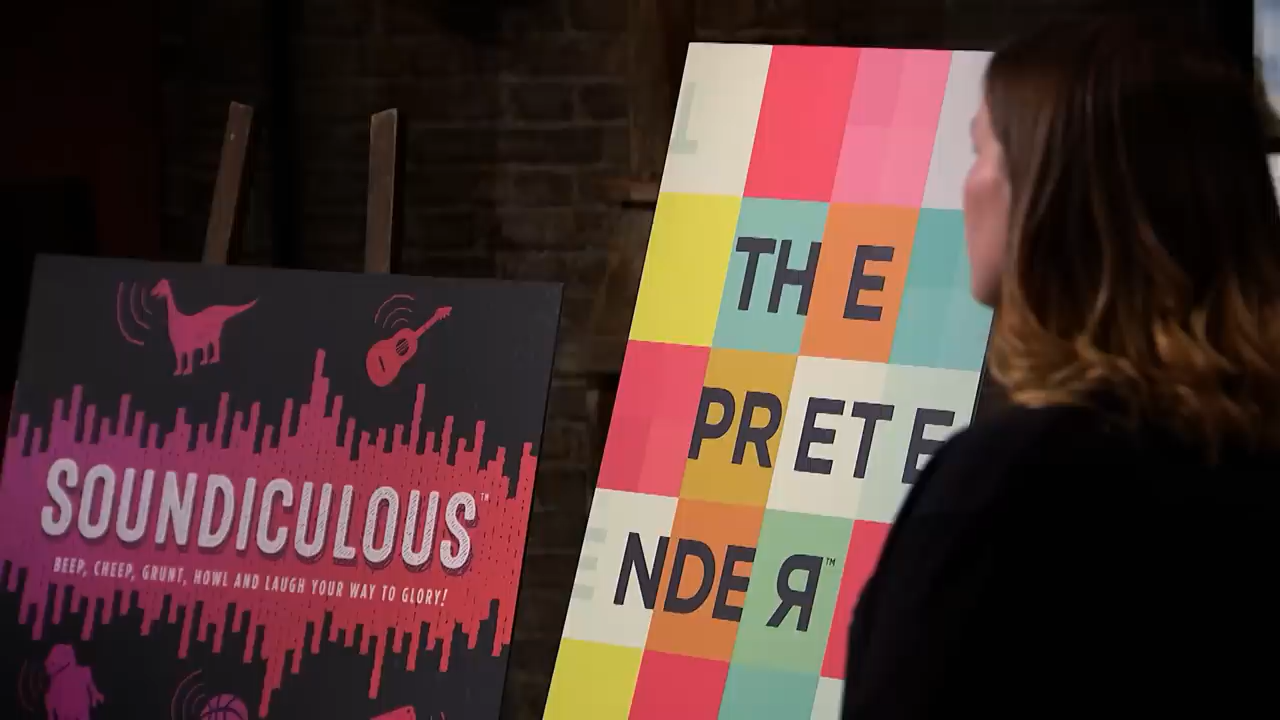 SOUNDICULOUS™
BEEP, CHEEP, GRUNT, HOWL AND LAUGH YOUR WAY TO GLORY!
THE
PRETE
NDEЯ™